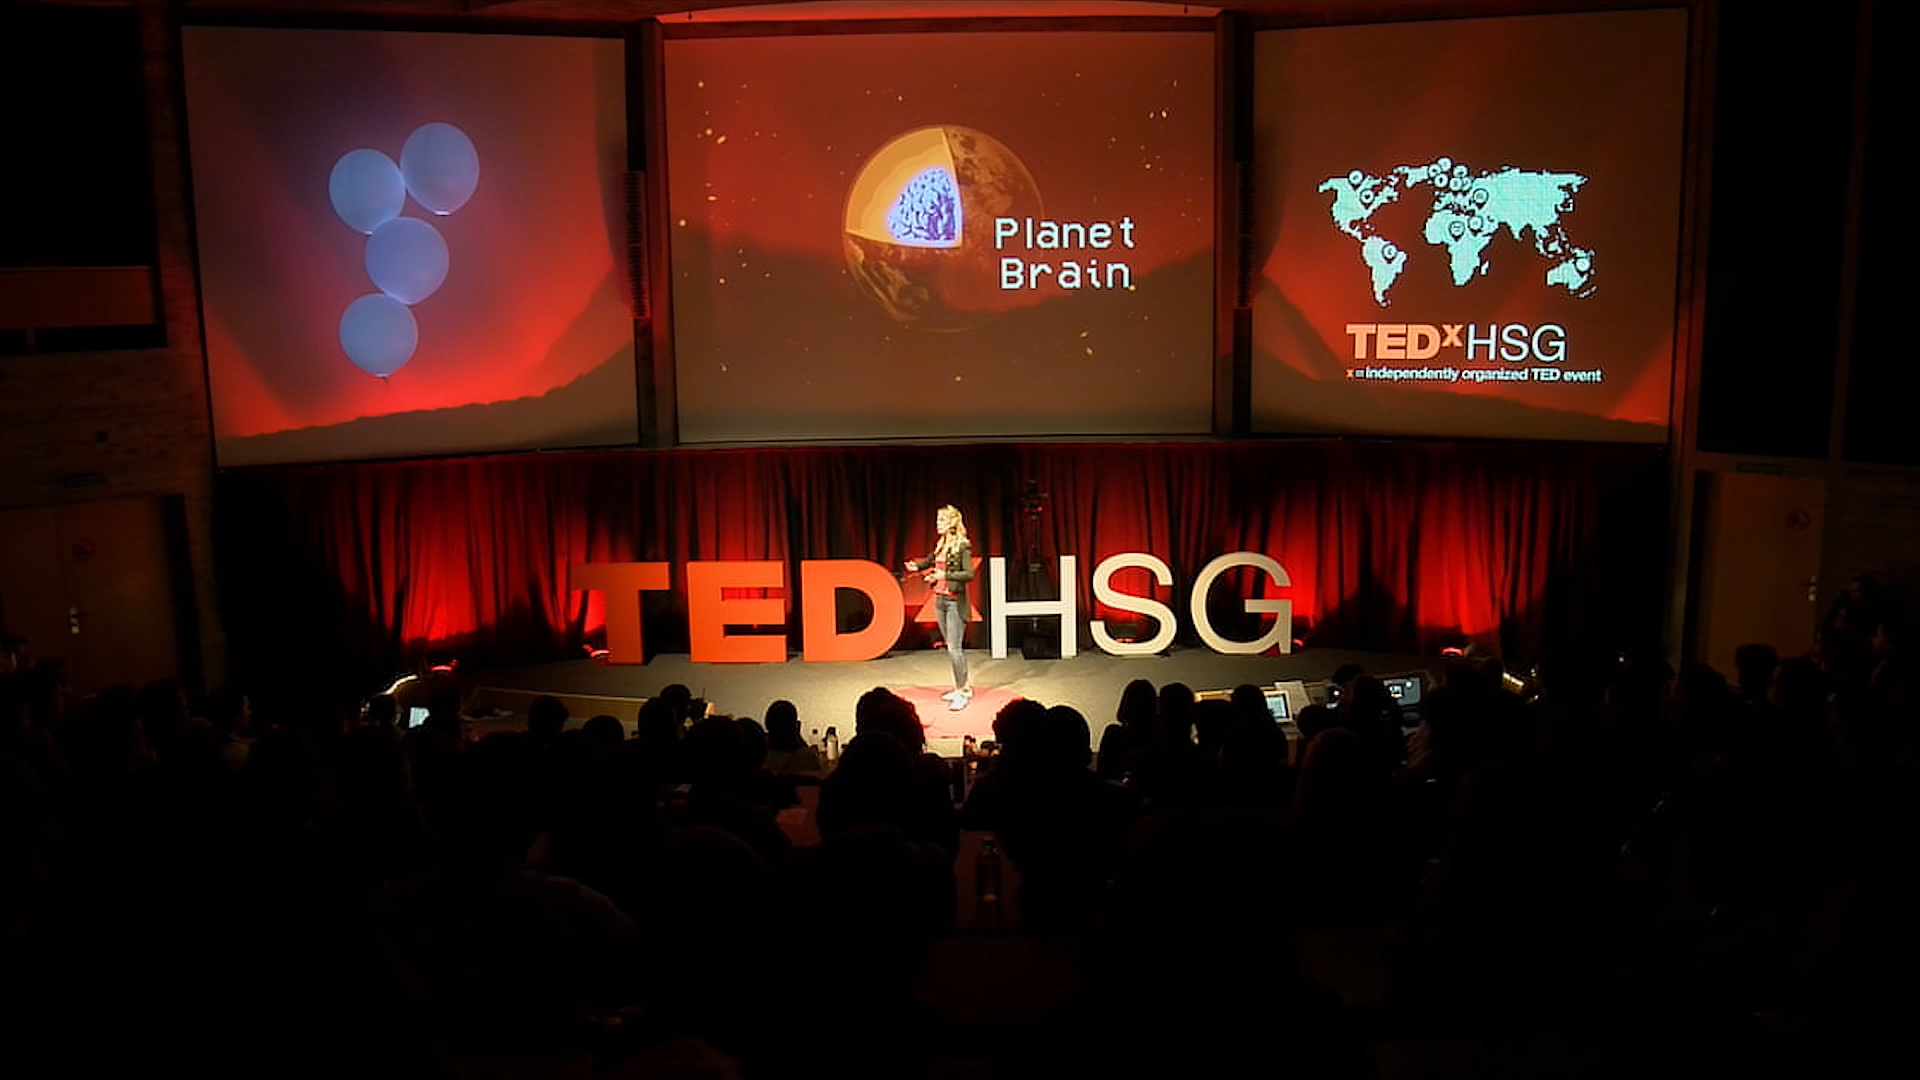 Planet
Brain
TEDxHSG
x = independently organized TED event
TEDxHSG